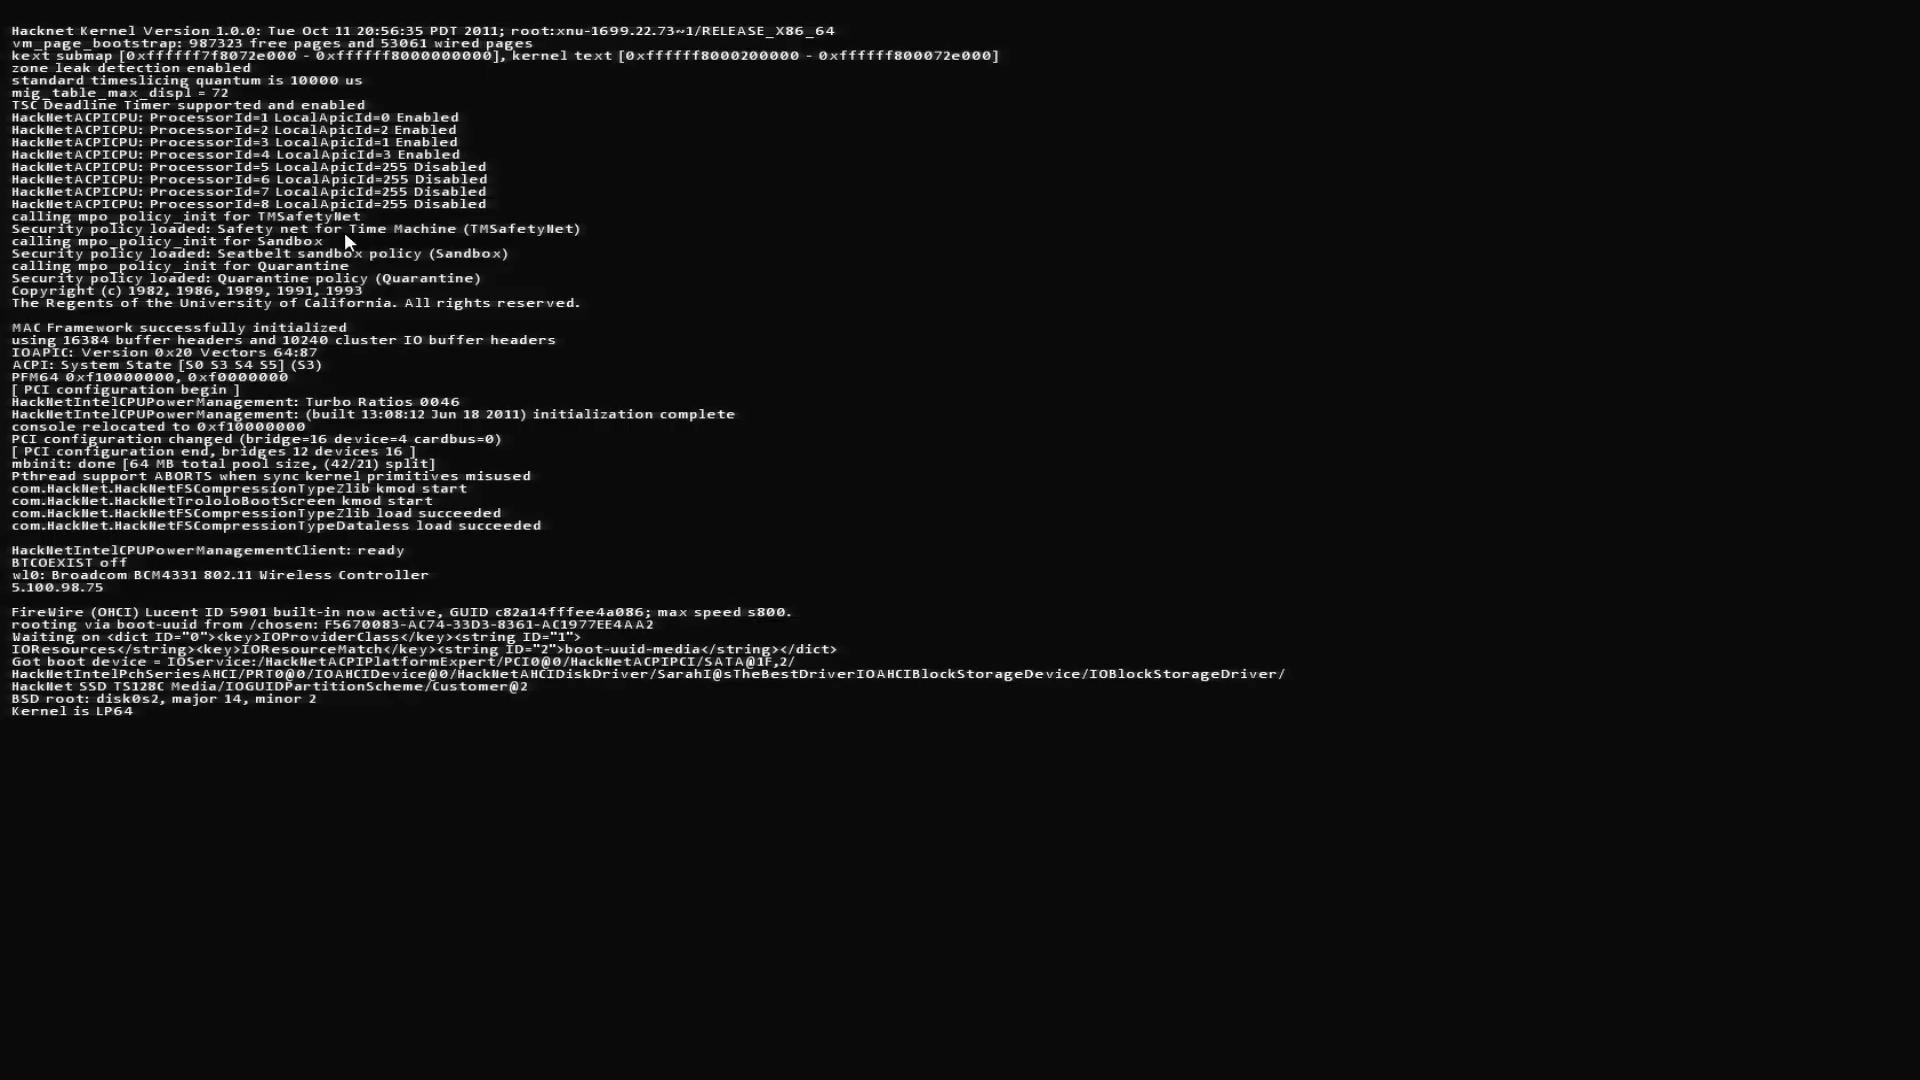 Hacknet Kernel Version 1.0.0: Tue Oct 11 20:56:35 PDT 2011; root:xnu-1699.22.73~1/RELEASE_X86_64
vm_page_bootstrap: 987323 free pages and 53061 wired pages
kext submap [0xffffff7f8072e000 - 0xffffff8000000000], kernel text [0xffffff8000200000 - 0xffffff800072e000]
zone leak detection enabled
standard timeslicing quantum is 10000 us
mig_table_max_displ = 72
TSC Deadline Timer supported and enabled
HackNetACPICPU: ProcessorId=1 LocalApicId=0 Enabled
HackNetACPICPU: ProcessorId=2 LocalApicId=2 Enabled
HackNetACPICPU: ProcessorId=3 LocalApicId=1 Enabled
HackNetACPICPU: ProcessorId=4 LocalApicId=3 Enabled
HackNetACPICPU: ProcessorId=5 LocalApicId=255 Disabled
HackNetACPICPU: ProcessorId=6 LocalApicId=255 Disabled
HackNetACPICPU: ProcessorId=7 LocalApicId=255 Disabled
HackNetACPICPU: ProcessorId=8 LocalApicId=255 Disabled
calling mpo_policy_init for TMSafetyNet
Security policy loaded: Safety net for Time Machine (TMSafetyNet)
calling mpo_policy_init for Sandbox
Security policy loaded: Seatbelt sandbox policy (Sandbox)
calling mpo_policy_init for Quarantine
Security policy loaded: Quarantine policy (Quarantine)
Copyright (c) 1982, 1986, 1989, 1991, 1993
The Regents of the University of California. All rights reserved.
MAC Framework successfully initialized
using 16384 buffer headers and 10240 cluster IO buffer headers
IOAPIC: Version 0x20 Vectors 64:87
ACPI: System State [S0 S3 S4 S5] (S3)
PFM64 0xf10000000, 0xf0000000
[ PCI configuration begin ]
HackNetIntelCPUPowerManagement: Turbo Ratios 0046
HackNetIntelCPUPowerManagement: (built 13:08:12 Jun 18 2011) initialization complete
console relocated to 0xf10000000
PCI configuration changed (bridge=16 device=4 cardbus=0)
[ PCI configuration end, bridges 12 devices 16 ]
mbinit: done [64 MB total pool size, (42/21) split]
Pthread support ABORTS when sync kernel primitives misused
com.HackNet.HackNetFSCompressionTypeZlib kmod start
com.HackNet.HackNetTrololoBootScreen kmod start
com.HackNet.HackNetFSCompressionTypeZlib load succeeded
com.HackNet.HackNetFSCompressionTypeDataless load succeeded
HackNetIntelCPUPowerManagementClient: ready
BTCOEXIST off
wl0: Broadcom BCM4331 802.11 Wireless Controller
5.100.98.75
FireWire (OHCI) Lucent ID 5901 built-in now active, GUID c82a14fffee4a086; max speed s800.
rooting via boot-uuid from /chosen: F5670083-AC74-33D3-8361-AC1977EE4AA2
Waiting on <dict ID="0"><key>IOProviderClass</key><string ID="1">
IOResources</string><key>IOResourceMatch</key><string ID="2">boot-uuid-media</string></dict>
Got boot device = IOService:/HackNetACPIPlatformExpert/PCI0@0/HackNetACPIPCI/SATA@1F,2/
HackNetIntelPchSeriesAHCI/PRT0@0/IOAHCIDevice@0/HackNetAHCIDiskDriver/SarahI@sTheBestDriverIOAHCIBlockStorageDevice/IOBlockStorageDriver/
HackNet SSD TS128C Media/IOGUIDPartitionScheme/Customer@2
BSD root: disk0s2, major 14, minor 2
Kernel is LP64